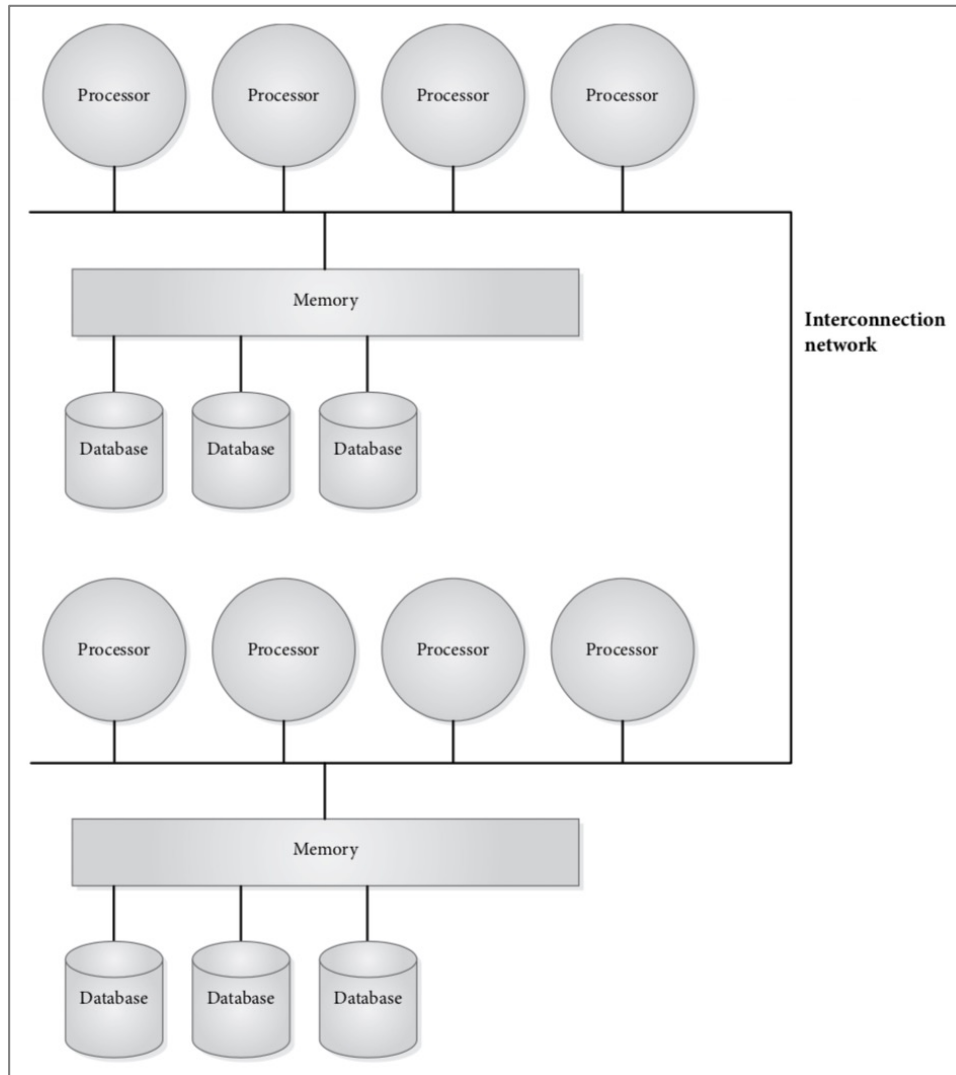 Processor Processor Processor Processor
Memory
Interconnection
network
Database Database Database
Processor Processor Processor Processor
Memory
Database Database Database